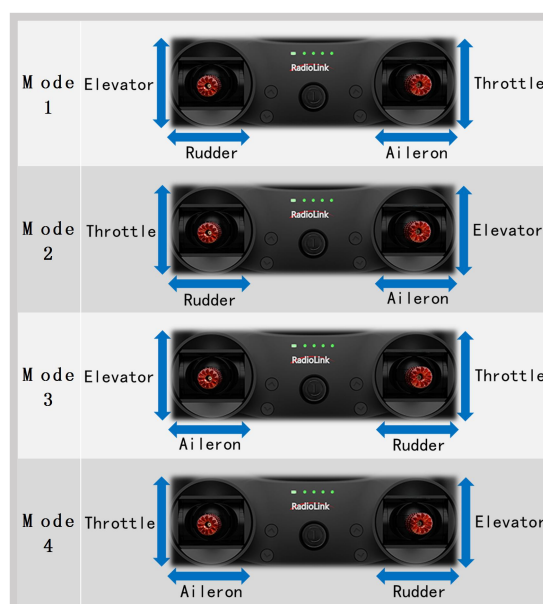 Mode
1
Elevator
RadioLink
Throttle
Rudder
Aileron
Mode
2
Throttle
RadioLink
Elevator
Rudder
Aileron
Mode
3
Elevator
RadioLink
Throttle
Aileron
Rudder
Mode
4
Throttle
RadioLink
Elevator
Aileron
Rudder